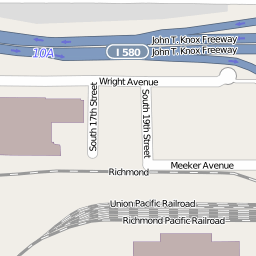 John T. Knox Freeway
10A
I 580
John T. Knox Freeway
Wright Avenue
South 17th Street
South 19th Street
Meeker Avenue
Richmond
Union Pacific Railroad
Richmond Pacific Railroad